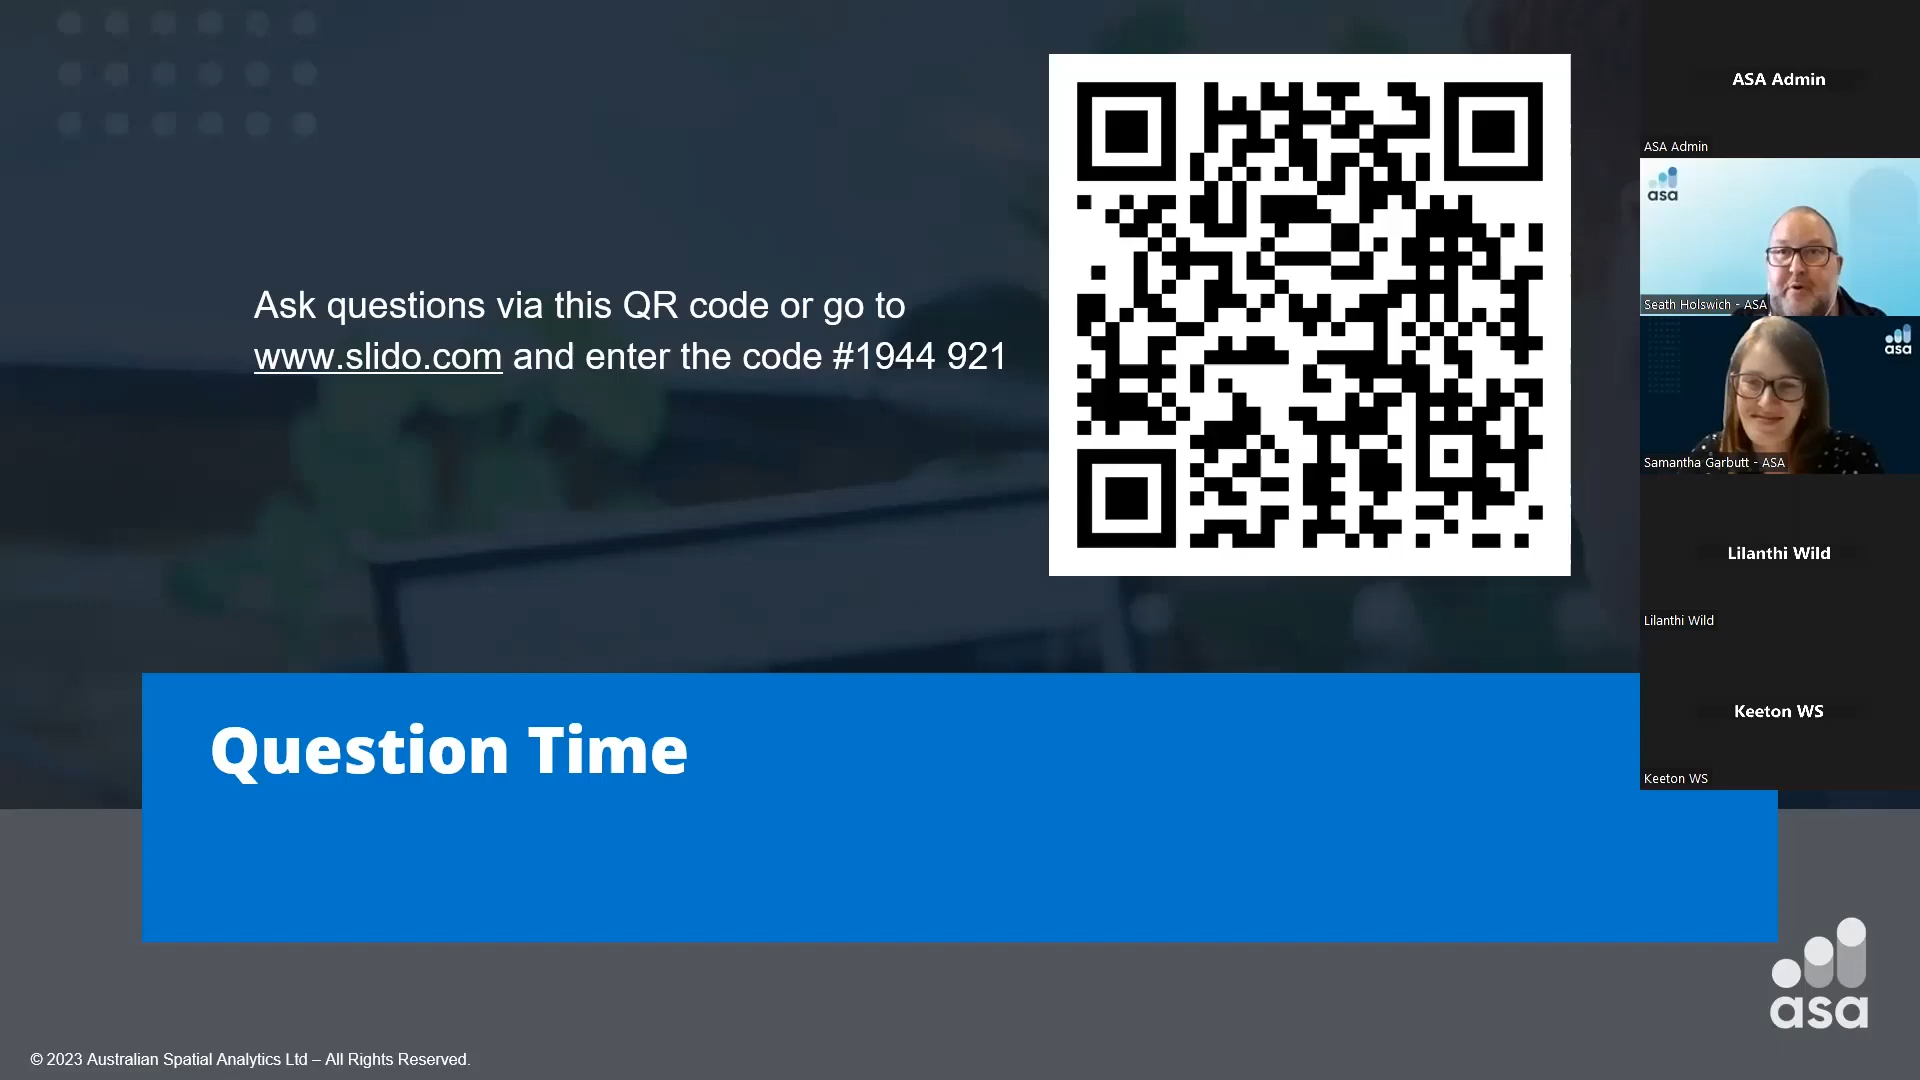 ASA Admin
ASA Admin
asa
Seath Holswich - ASA
asa
Samantha Garbutt - ASA
Lilanthi Wild
Lilanthi Wild
Keeton WS
Keeton WS
Ask questions via this QR code or go to
www.slido.com and enter the code #1944 921
Question Time
asa
© 2023 Australian Spatial Analytics Ltd – All Rights Reserved.